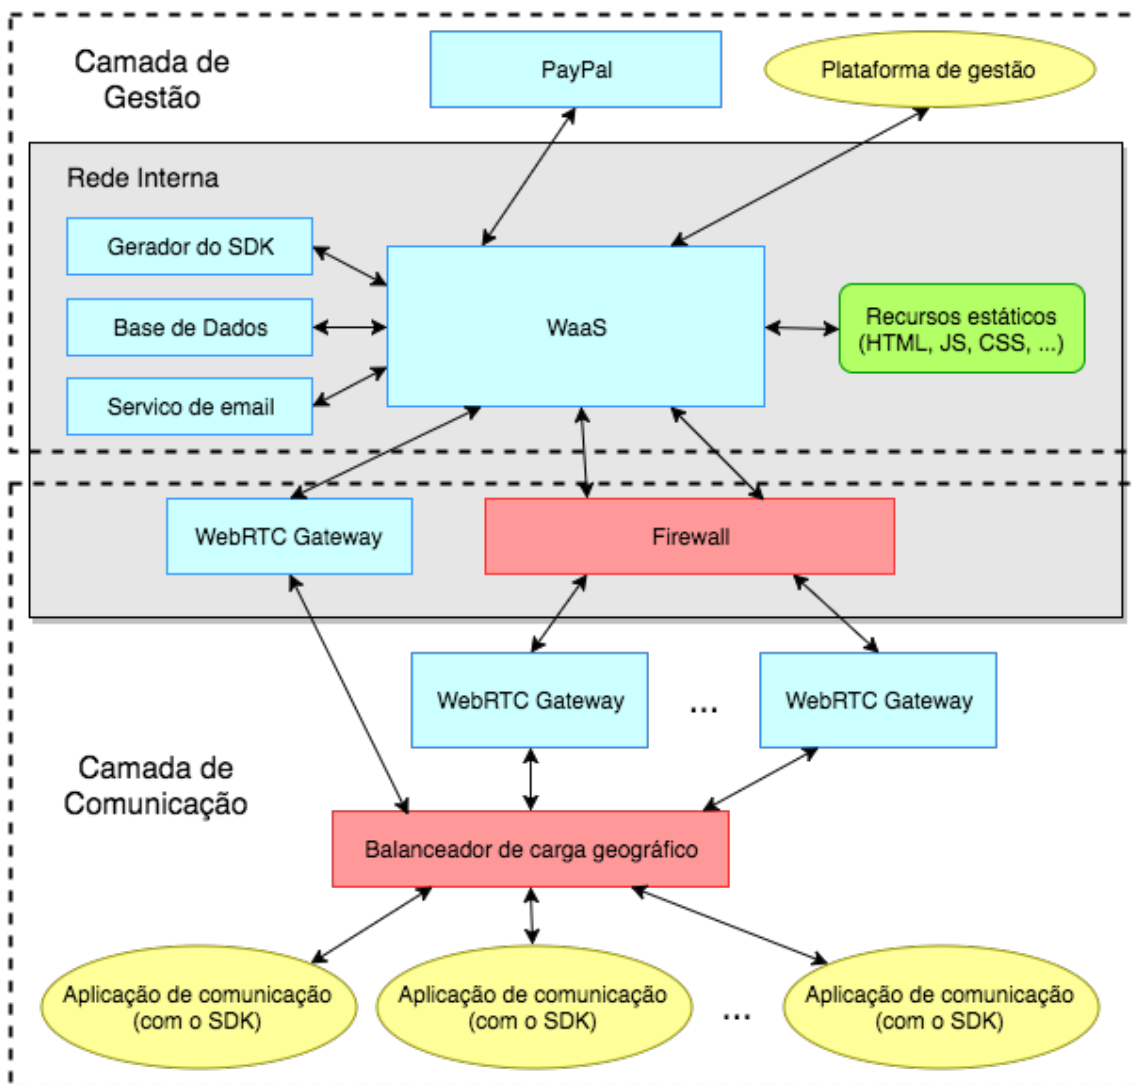 Camada de
Gestão
PayPal
Plataforma de gestão
Rede Interna
Gerador do SDK
Base de Dados
Servico de email
WaaS
Recursos estáticos
(HTML, JS, CSS, ...)
WebRTC Gateway
Firewall
WebRTC Gateway
...
WebRTC Gateway
Camada de
Comunicação
Balanceador de carga geográfico
Aplicação de comunicação
(com o SDK)
Aplicação de comunicação
(com o SDK)
...
Aplicação de comunicação
(com o SDK)